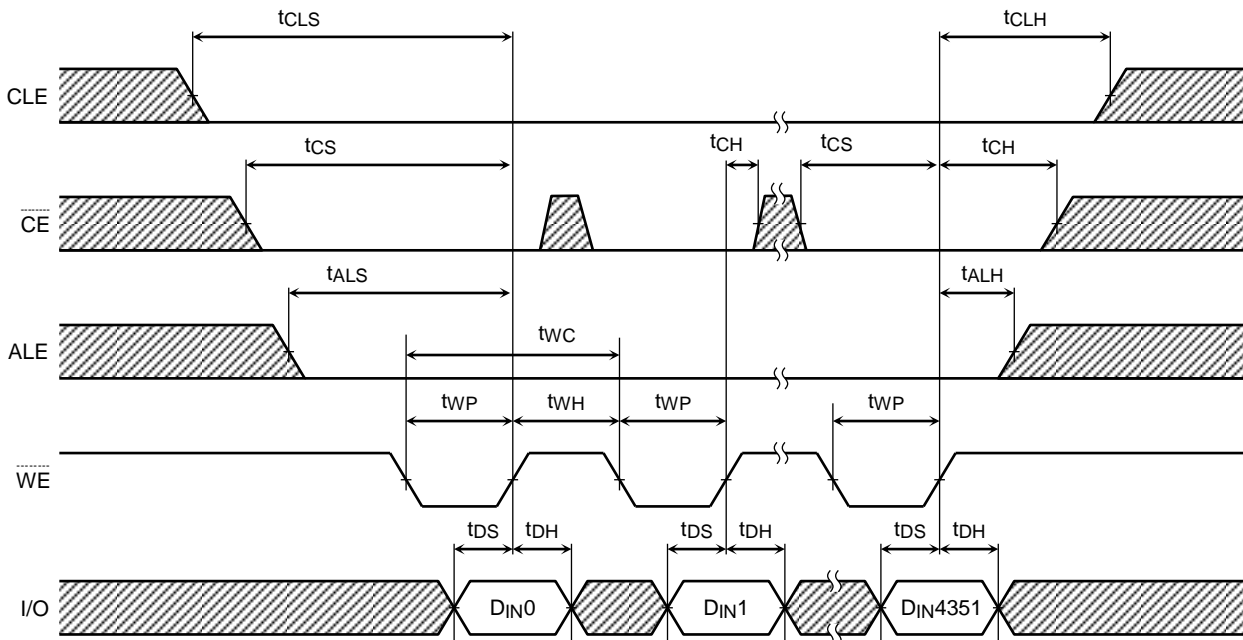 tCLS
tCLH
CLE
tCS
tCH
tCS
tCH
CE
tALS
tALH
ALE
tWC
tWP
tWH
tWP
tWP
WE
tDS
tDH
tDS
tDH
tDS
tDH
I/O
DIN0
DIN1
DIN4351